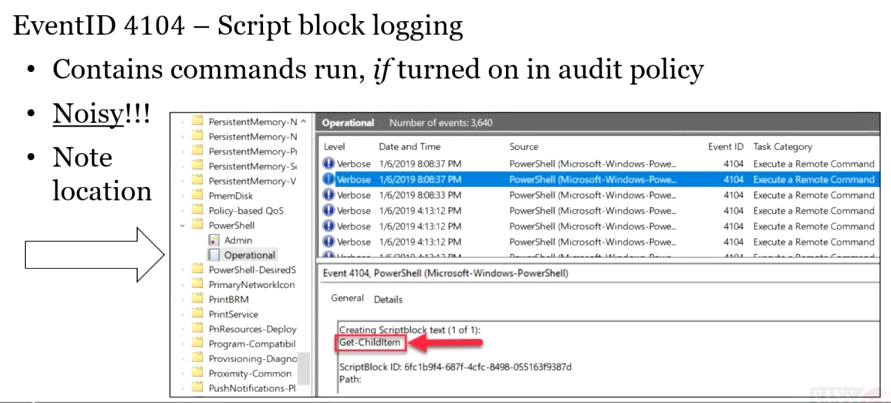 EventID 4104 – Script block logging
• Contains commands run, if turned on in audit policy
• Noisy!!!
• Note
location
PersistentMemory-N
PersistentMemory-N
PersistentMemory-Pi
PersistentMemory-Sc
PersistentMemory-V
PmemDisk
Policy-based QoS
PowerShell
Admin
Operational
PowerShell-DesiredS
PrimaryNetworkIcon
PrintBRM
PrintService
PriResources-Deploy
Program-Compatibil
Provisioning-Diagno
Proximity-Common
PushNotifications-Pl
Operational Number of events: 3,640
Level Date and Time Source Event ID Task Category
Verbose 1/6/2019 8:08:37 PM PowerShell (Microsoft-Windows-Powe... 4104 Execute a Remote Command
Verbose 1/6/2019 8:08:37 PM PowerShell (Microsoft-Windows-Powe... 4104 Execute a Remote Command
Verbose 1/6/2019 8:08:33 PM PowerShell (Microsoft-Windows-Powe... 4104 Execute a Remote Command
Verbose 1/6/2019 4:13:12 PM PowerShell (Microsoft-Windows-Powe... 4104 Execute a Remote Command
Verbose 1/6/2019 4:13:12 PM PowerShell (Microsoft-Windows-Powe... 4104 Execute a Remote Command
Verbose 1/6/2019 4:13:12 PM PowerShell (Microsoft-Windows-Powe... 4104 Execute a Remote Command
Event 4104, PowerShell (Microsoft-Windows-PowerShell)
General Details
Creating Scriptblock text (1 of 1):
Get-ChildItem
ScriptBlock ID: 6fc1b9f4-687f-4cfc-8498-055163f9387d
Path: